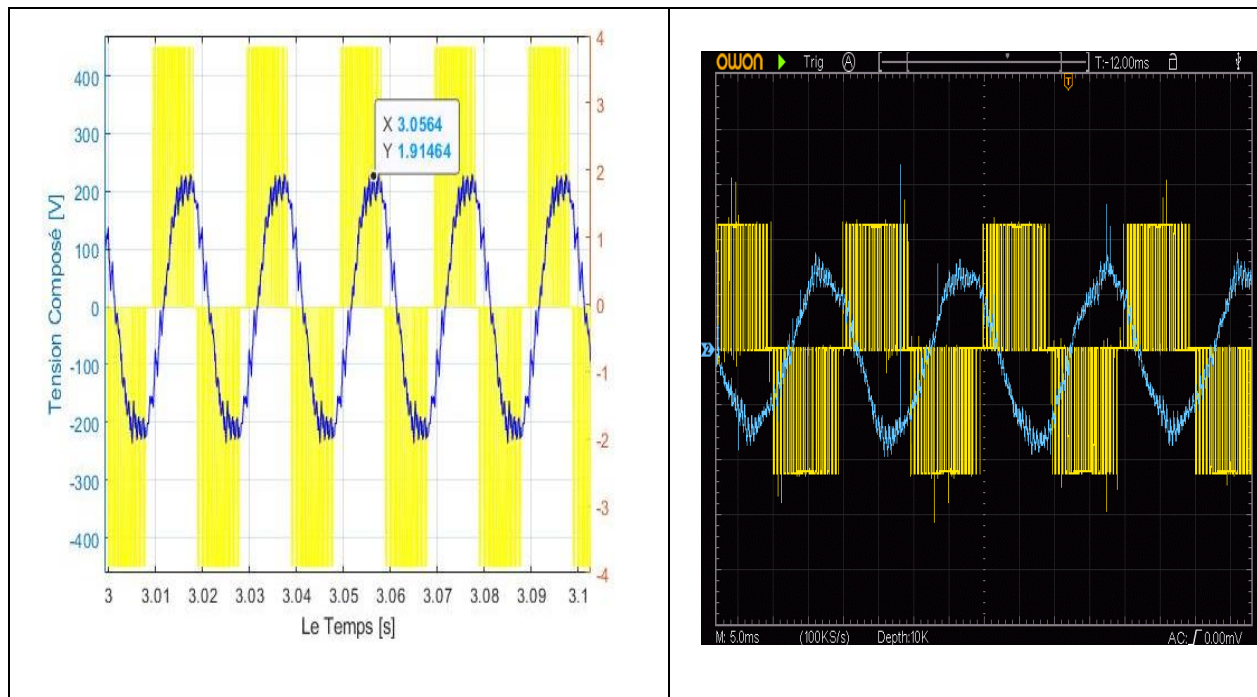 400
300
200
100
0
-100
-200
-300
-400
Tension Composé [V]
X 3.0564
Y 1.91464
4
3
2
1
0
-1
-2
-3
-4
3 3.01 3.02 3.03 3.04 3.05 3.06 3.07 3.08 3.09 3.1
Le Temps [s]
OWON Trig A T:-12.00ms
T
2
M: 5.0ms (100KS/s) Depth:10K AC: 0.00mV